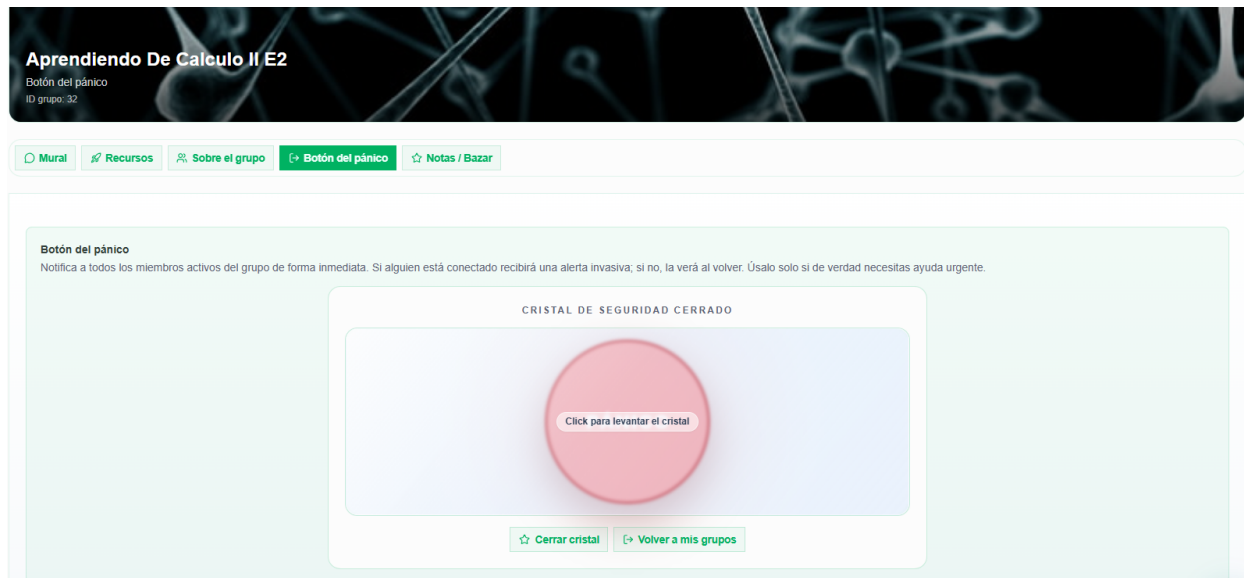 Aprendiendo De Calculo II E2
Botón del pánico
ID grupo: 32
Mural
Recursos
Sobre el grupo
Botón del pánico
Notas / Bazar
Botón del pánico
Notifica a todos los miembros activos del grupo de forma inmediata. Si alguien está conectado recibirá una alerta invasiva; si no, la verá al volver. Úsalo solo si de verdad necesitas ayuda urgente.
CRISTAL DE SEGURIDAD CERRADO
Click para levantar el cristal
Cerrar cristal
Volver a mis grupos